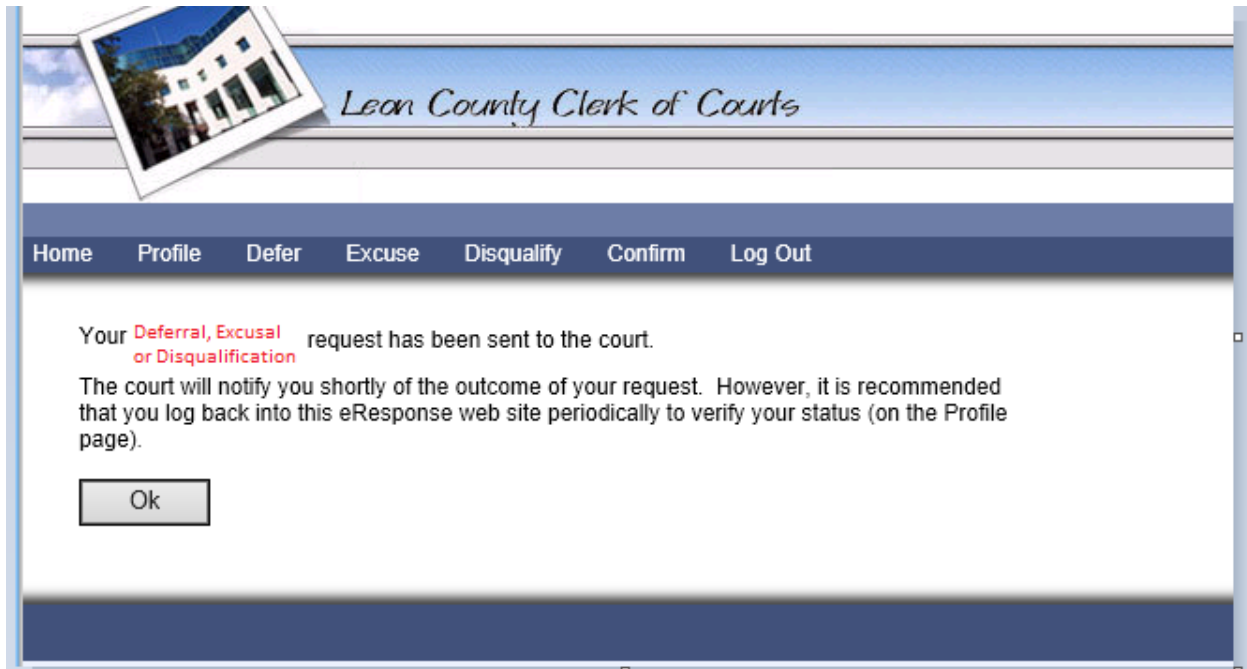 Leon County Clerk of Courts
Home Profile Defer Excuse Disqualify Confirm Log Out
Your Deferral, Excusal or Disqualification request has been sent to the court.
The court will notify you shortly of the outcome of your request. However, it is recommended
that you log back into this eResponse web site periodically to verify your status (on the Profile
page).
Ok